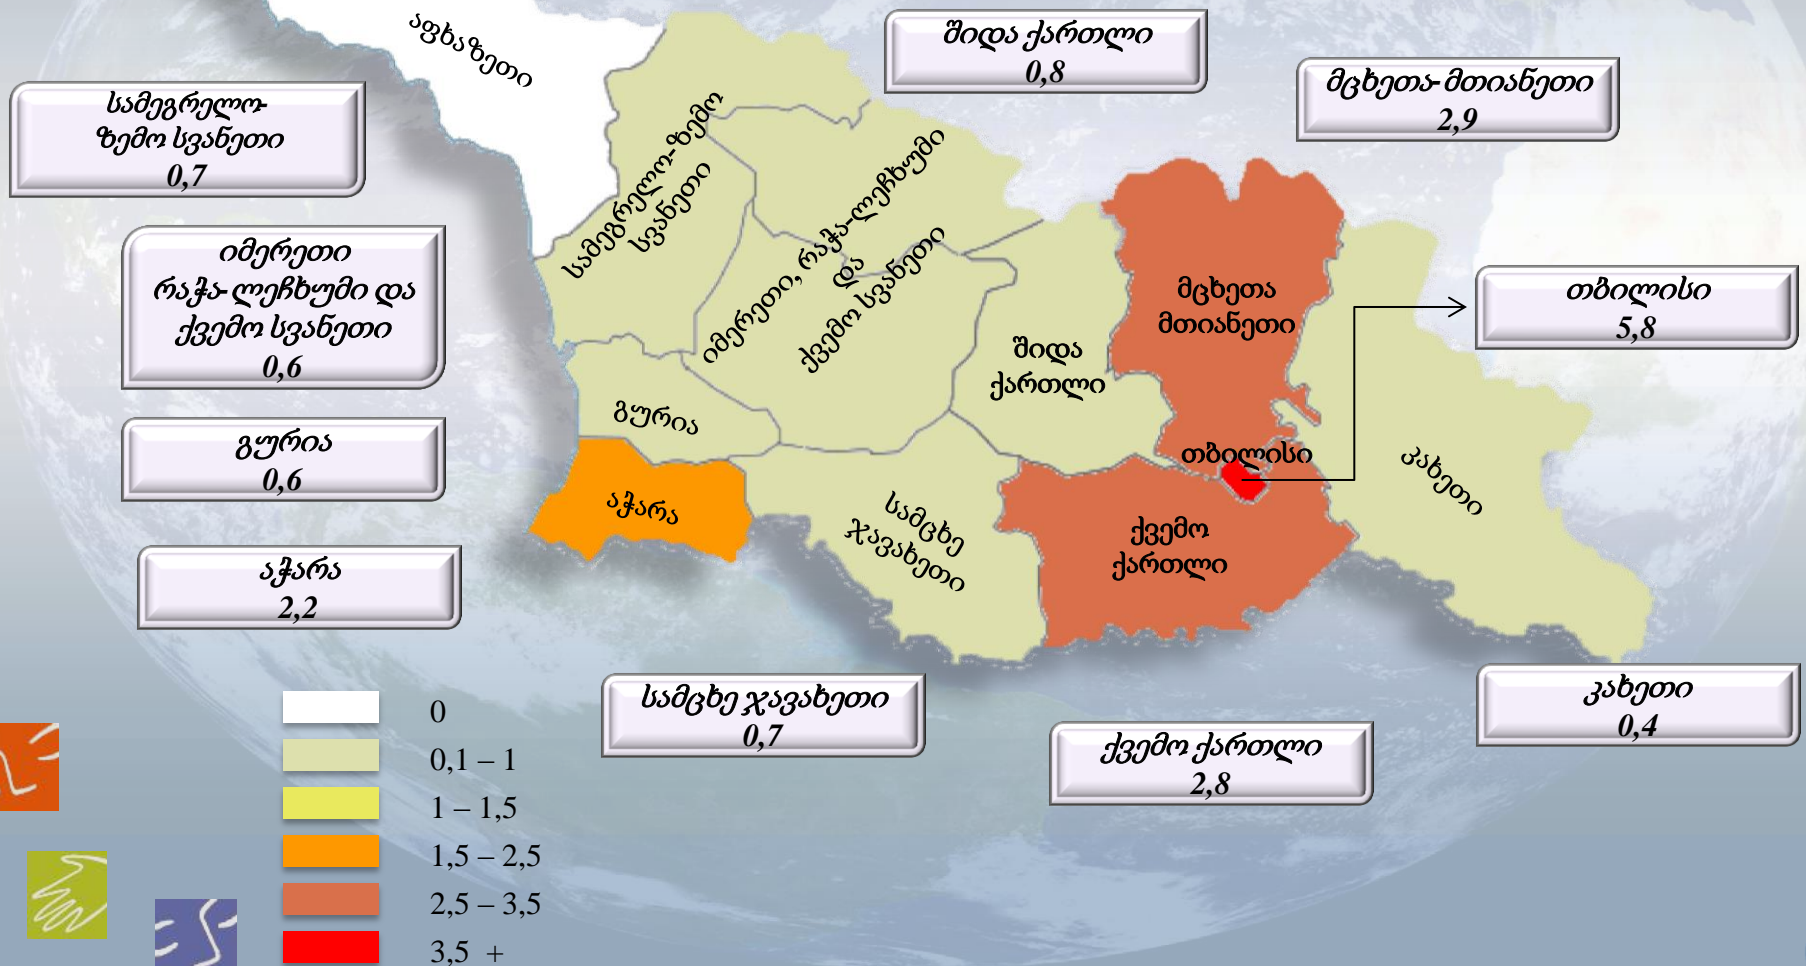 აფხაზეთი
შიდა ქართლი
0,8
მცხეთა-მთიანეთი
2,9
სამეგრელო-
ზემო სვანეთი
0,7
სამეგრელო-ზემო
სვანეთი
იმერეთი, რაჭა-ლეჩხუმი
და
ქვემო სვანეთი
იმერეთი
რაჭა-ლეჩხუმი და
ქვემო სვანეთი
0,6
მცხეთა
მთიანეთი
თბილისი
5,8
შიდა
ქართლი
გურია
გურია
0,6
თბილისი
კახეთი
აჭარა
სამცხე
ჯავახეთი
ქვემო
ქართლი
აჭარა
2,2
სამცხე ჯავახეთი
0,7
ქვემო ქართლი
2,8
კახეთი
0,4
0
0,1 – 1
1 – 1,5
1,5 – 2,5
2,5 – 3,5
3,5 +